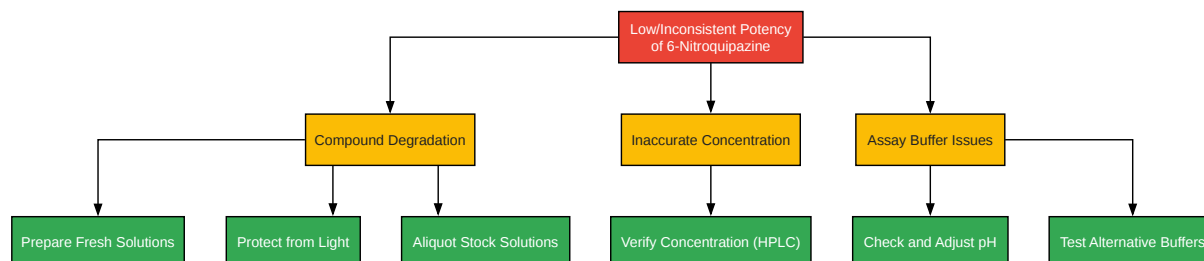 Low/Inconsistent Potency
of 6-Nitroquipazine
Compound Degradation
Inaccurate Concentration
Assay Buffer Issues
Prepare Fresh Solutions
Protect from Light
Aliquot Stock Solutions
Verify Concentration (HPLC)
Check and Adjust pH
Test Alternative Buffers